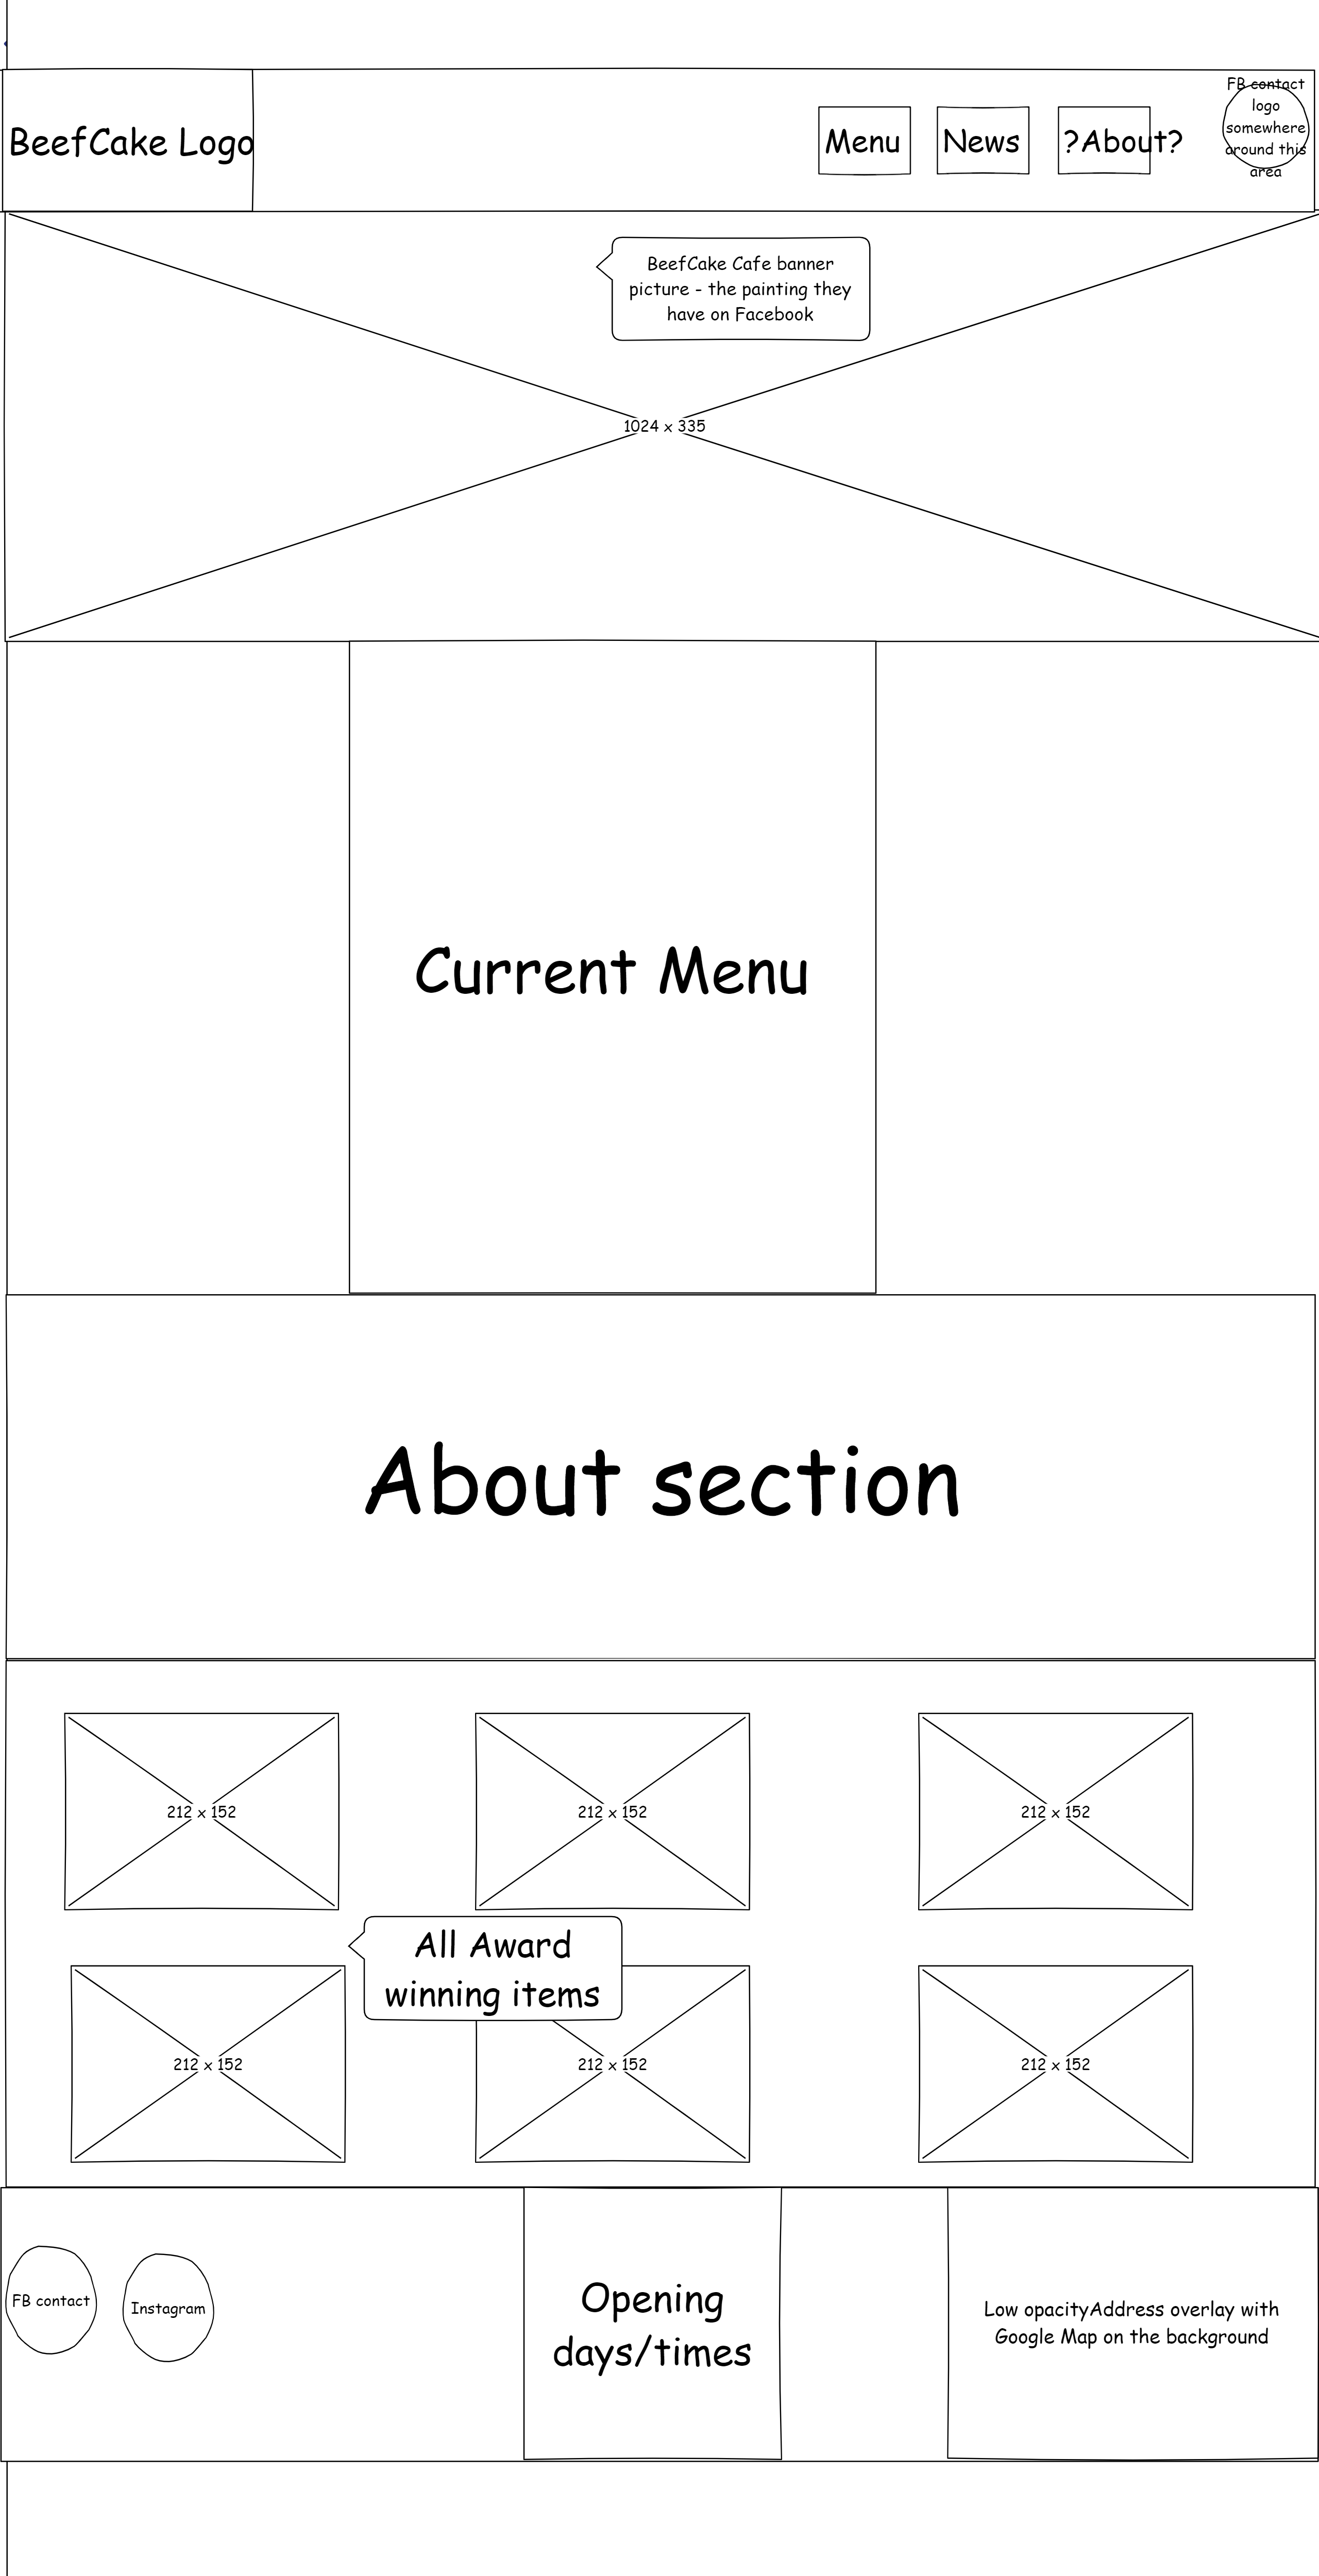 BeefCake Logo
Menu
News
?About?
FB contact
logo
somewhere
around this
area
BeefCake Cafe banner
picture - the painting they
have on Facebook
1024 x 335
Current Menu
About section
212 x 152
212 x 152
212 x 152
All Award
winning items
212 x 152
212 x 152
212 x 152
FB contact
Instagram
Opening
days/times
Low opacityAddress overlay with
Google Map on the background